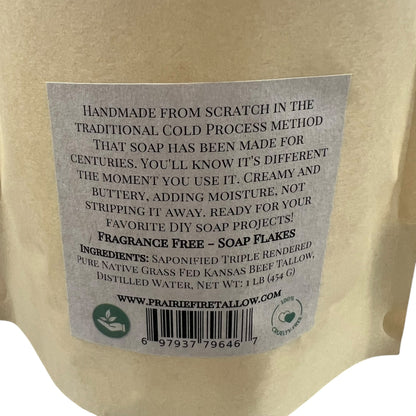 Handmade from scratch in the
traditional Cold Process method
That soap has been made for
centuries. You'll know it's different
the moment you use it. Creamy and
buttery, adding moisture, not
stripping it away. ready for your
favorite DIY soap projects!
Fragrance Free – Soap Flakes
Ingredients: Saponified Triple Rendered
Pure Native Grass Fed Kansas Beef Tallow,
Distilled Water, Net Wt: 1 LB (454 G)
www.prairiefiretallow.com
100%
CRUELTY-FREE
6 97937 79646 7